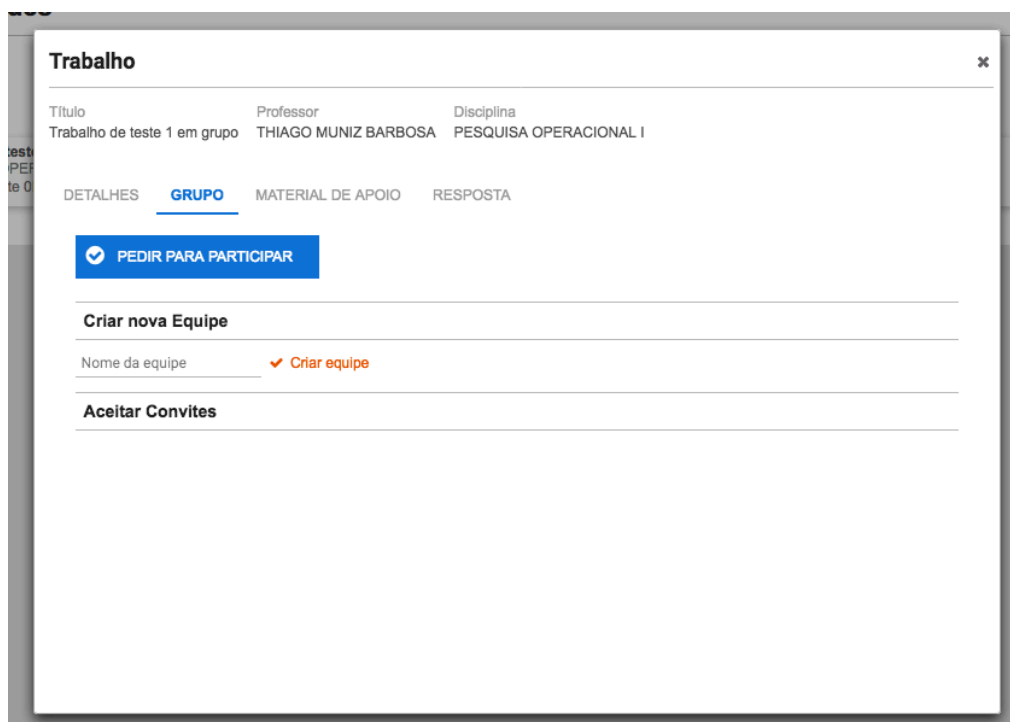 Trabalho
Título Professor Disciplina
Trabalho de teste 1 em grupo THIAGO MUNIZ BARBOSA PESQUISA OPERACIONAL I
DETALHES GRUPO MATERIAL DE APOIO RESPOSTA
PEDIR PARA PARTICIPAR
Criar nova Equipe
Nome da equipe Criar equipe
Aceitar Convites